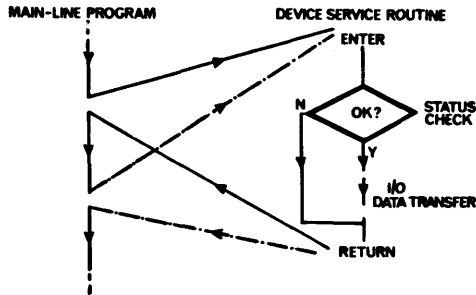 MAIN-LINE PROGRAM
DEVICE SERVICE ROUTINE
ENTER
N
OK?
STATUS
CHECK
Y
I/O
DATA TRANSFER
RETURN